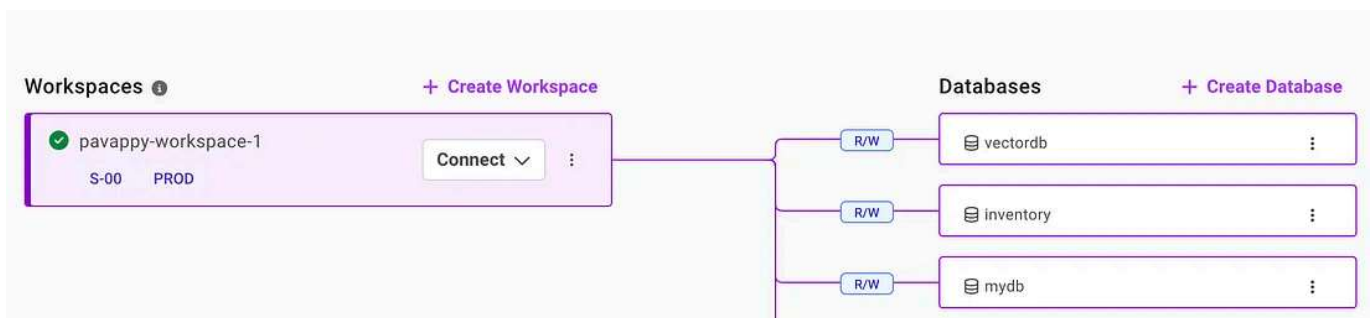 Workspaces
+ Create Workspace
pavappy-workspace-1
S-00 PROD
Connect
R/W
R/W
R/W
Databases
+ Create Database
vectordb
inventory
mydb